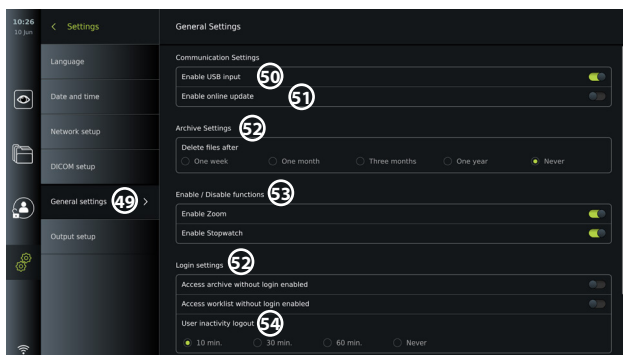 10:26
10 Jun
Settings
General Settings
Language
Date and time
Network setup
DICOM setup
General settings 49
Output setup
Communication Settings
Enable USB input 50
Enable online update 51
Archive Settings 52
Delete files after
One week One month Three months One year Never
Enable / Disable functions 53
Enable Zoom
Enable Stopwatch
Login settings 52
Access archive without login enabled
Access worklist without login enabled
User inactivity logout 54
10 min. 30 min. 60 min. Never